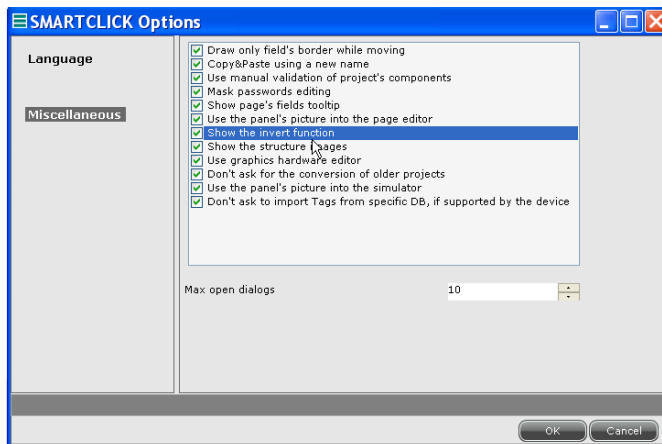 SMARTCLICK Options
Language
Miscellaneous
Draw only field's border while moving
Copy&Paste using a new name
Use manual validation of project's components
Mask passwords editing
Show page's fields tooltip
Use the panel's picture into the page editor
Show the invert function
Show the structure images
Use graphics hardware editor
Don't ask for the conversion of older projects
Use the panel's picture into the simulator
Don't ask to import Tags from specific DB, if supported by the device
Max open dialogs 10
OK Cancel